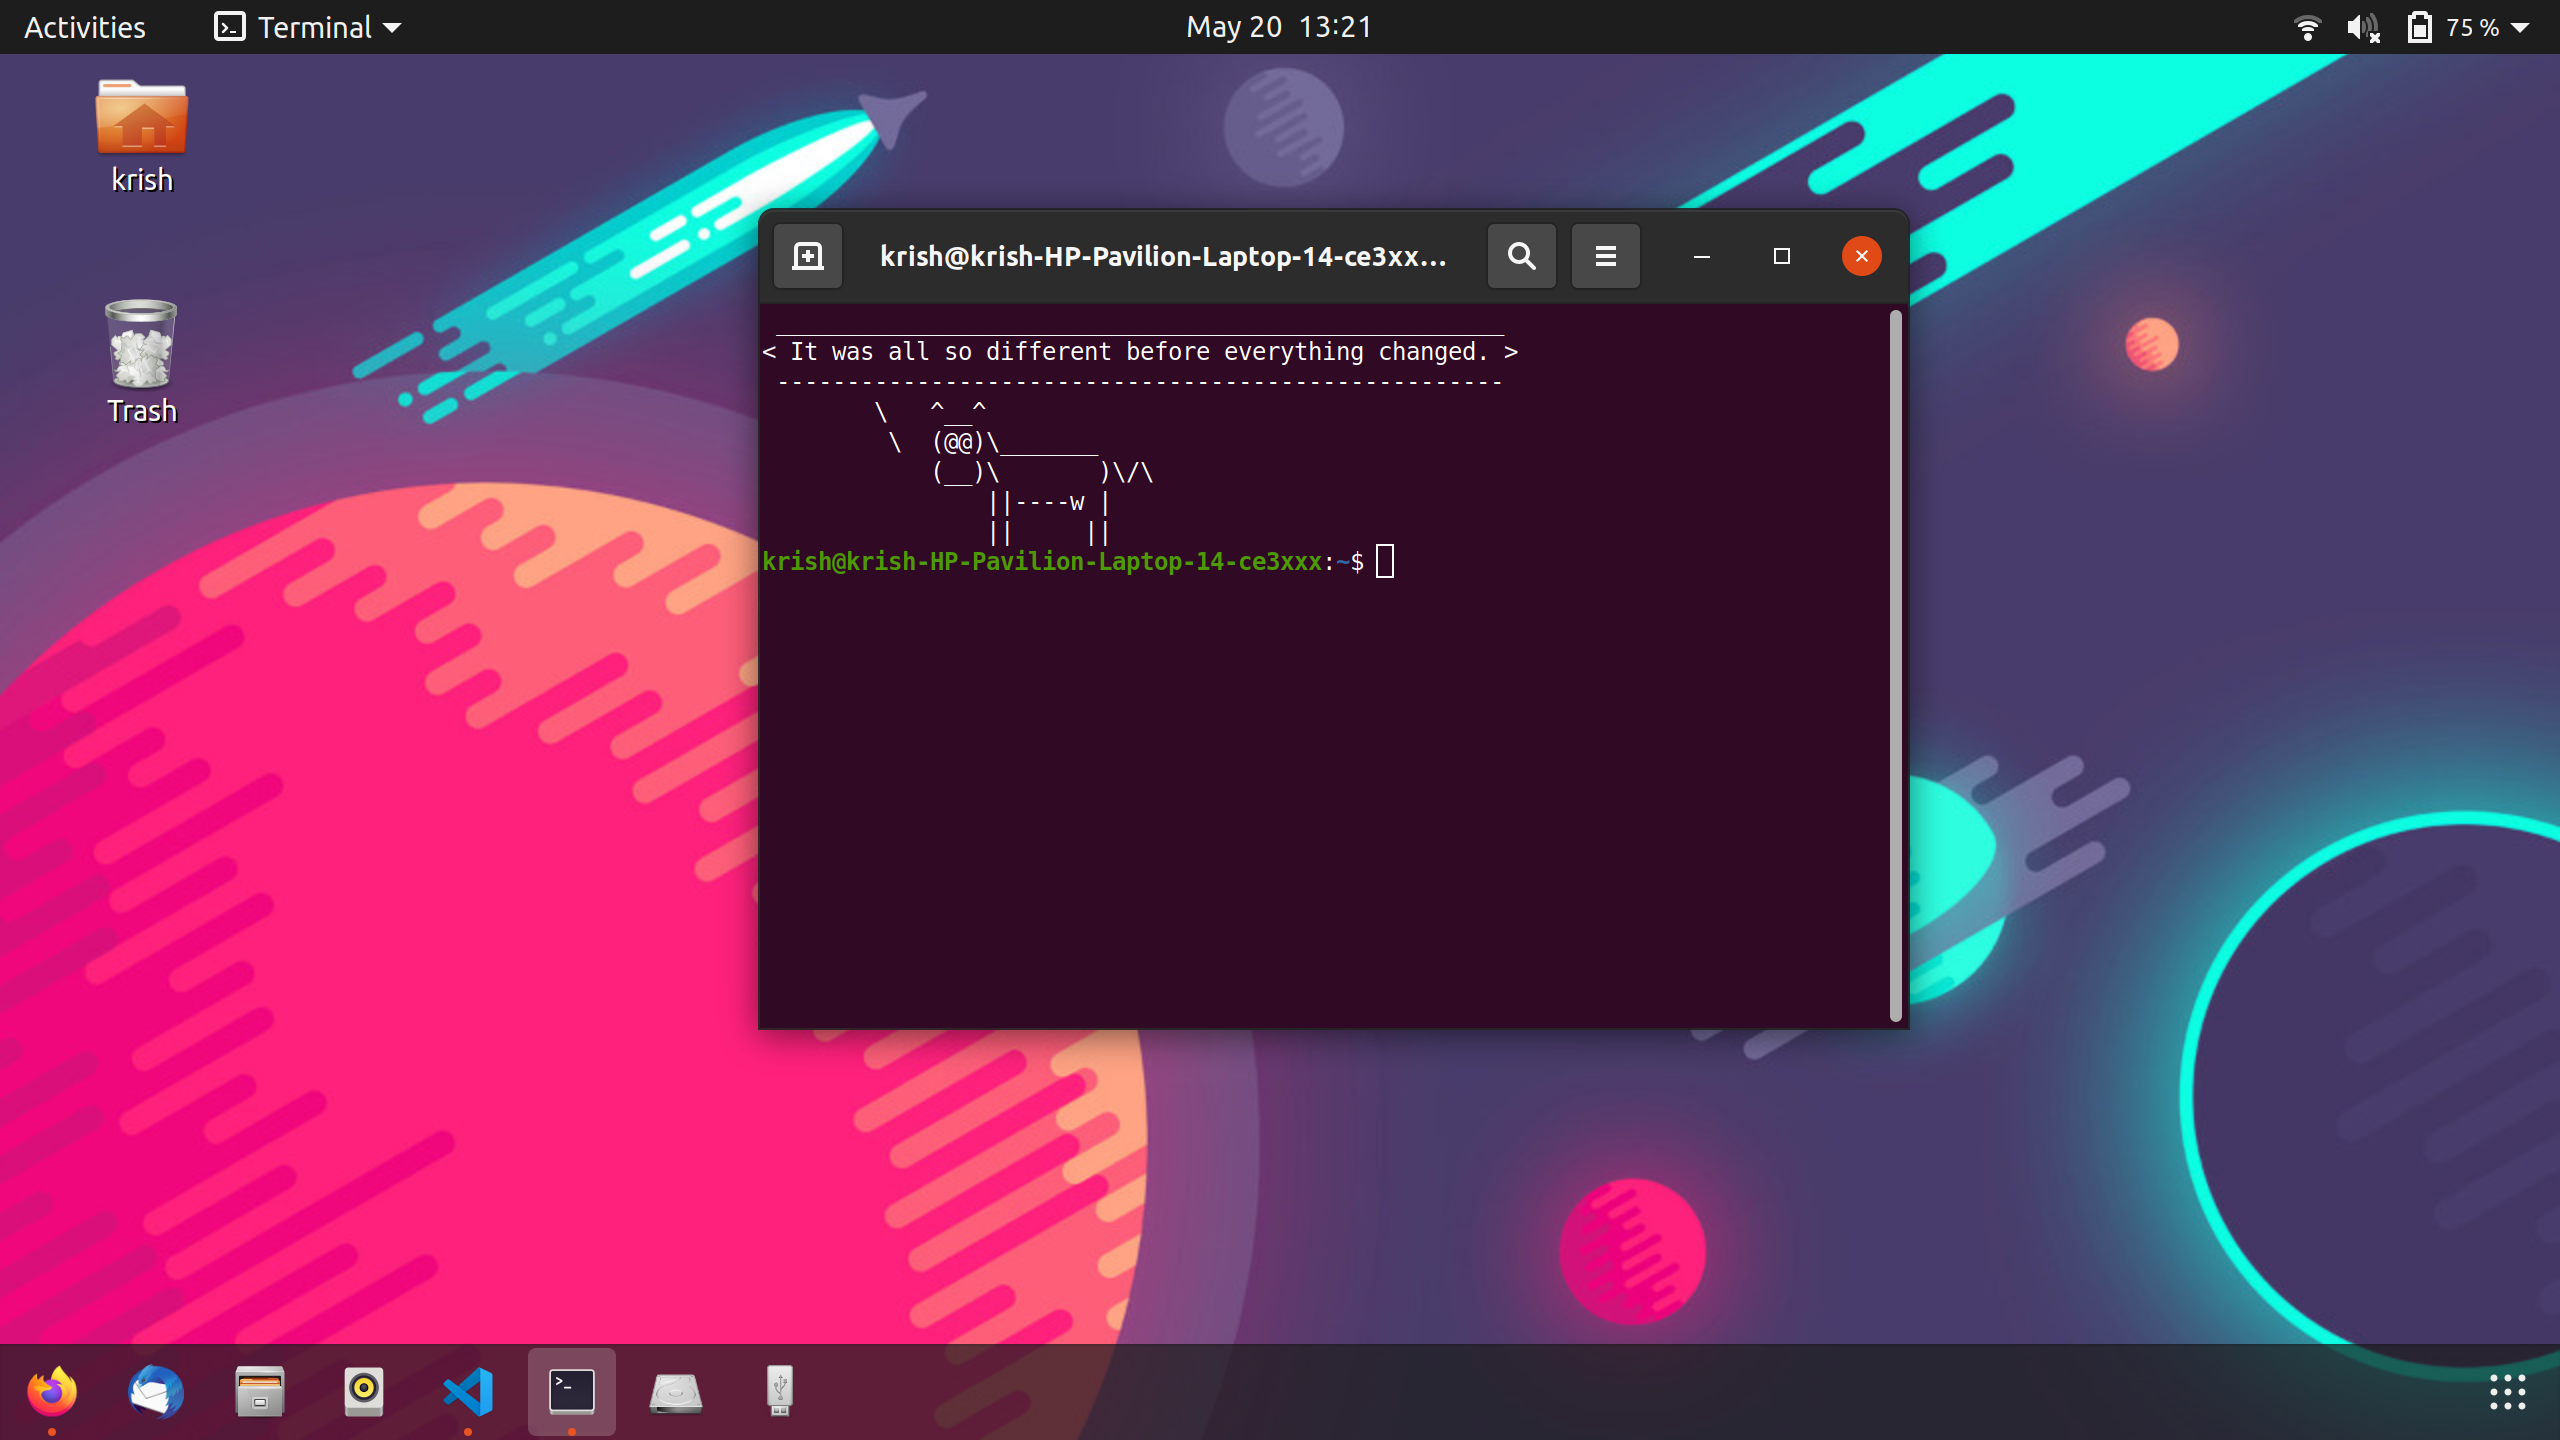 Activities Terminal May 20 13:21 75 %
krish
Trash
krish@krish-HP-Pavilion-Laptop-14-ce3xx...
 ____________________________________________________
< It was all so different before everything changed. >
 ----------------------------------------------------
        \   ^__^
         \  (@@)\_______
            (__)\       )\/\
                ||----w |
                ||     ||
krish@krish-HP-Pavilion-Laptop-14-ce3xxx:~$